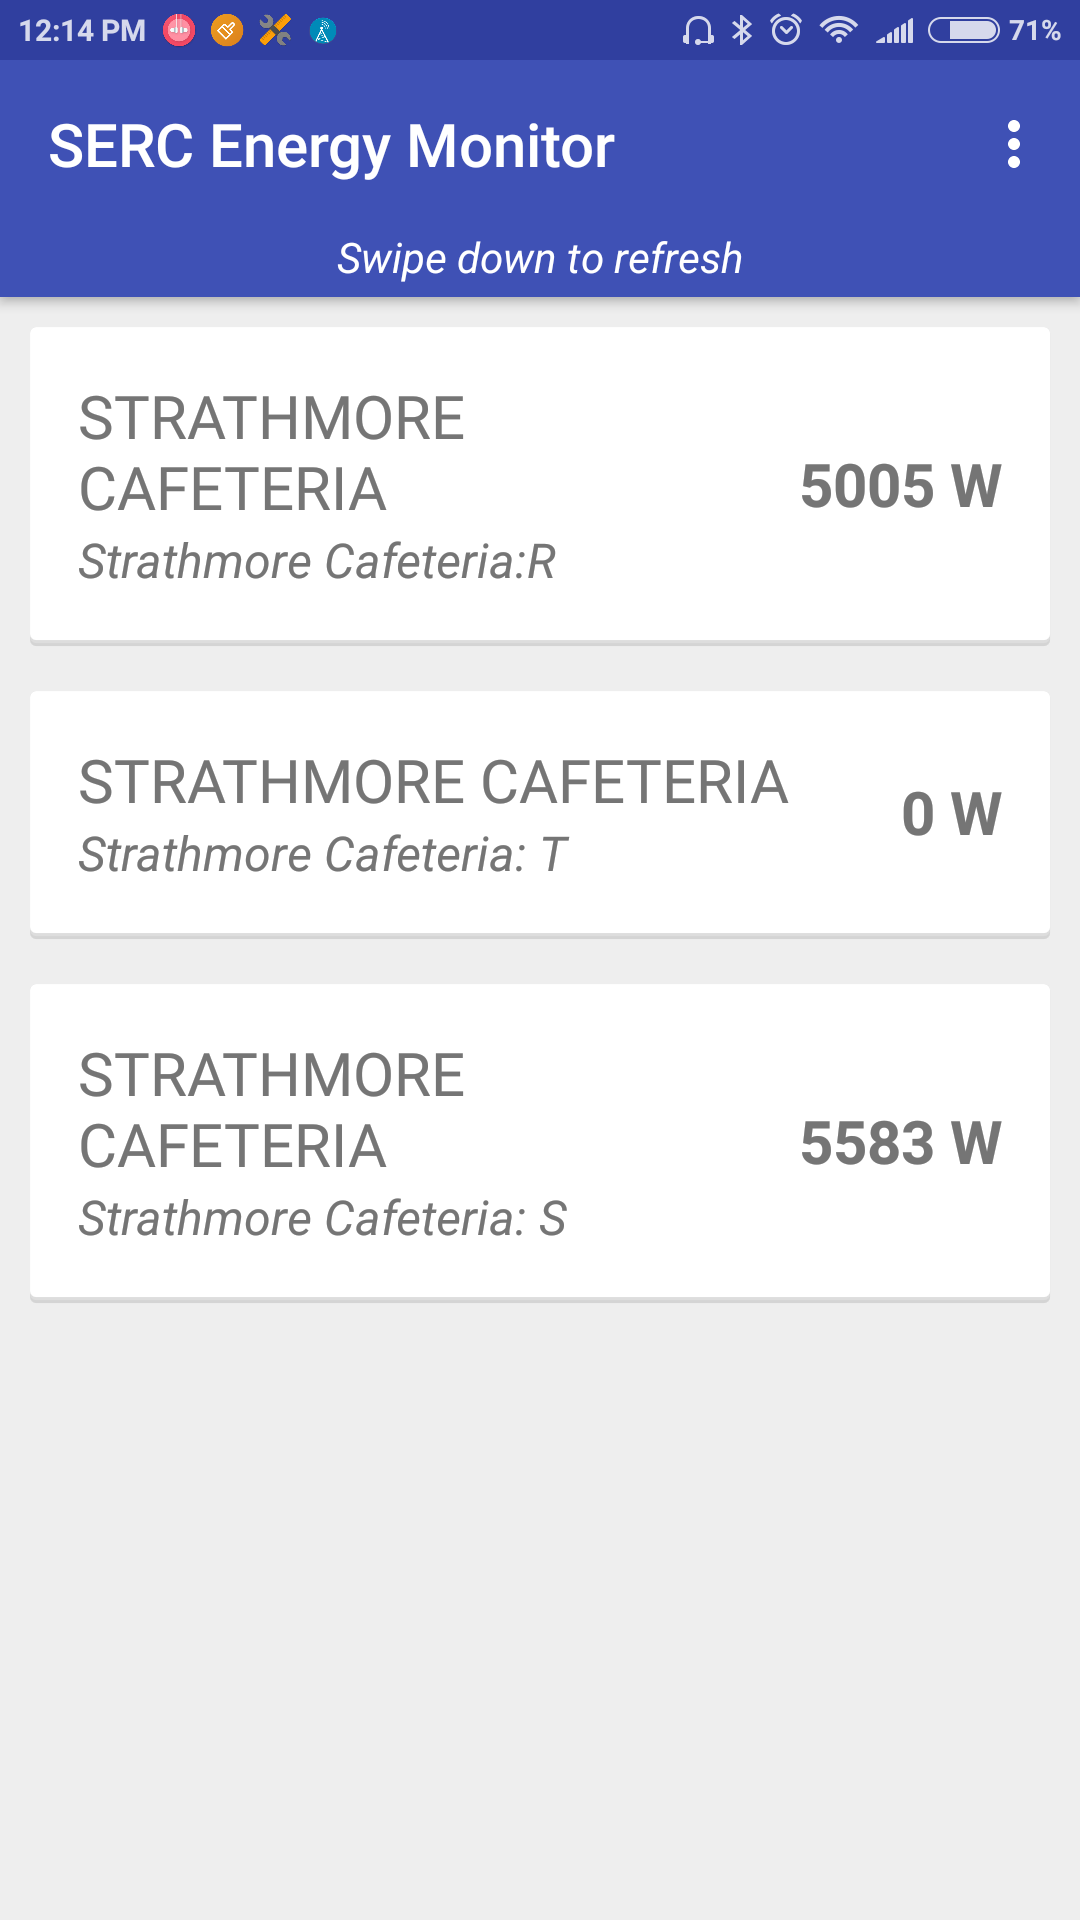 12:14 PM 71%
SERC Energy Monitor
Swipe down to refresh
STRATHMORE
CAFETERIA
5005 W
Strathmore Cafeteria:R
STRATHMORE CAFETERIA
0 W
Strathmore Cafeteria: T
STRATHMORE
CAFETERIA
5583 W
Strathmore Cafeteria: S